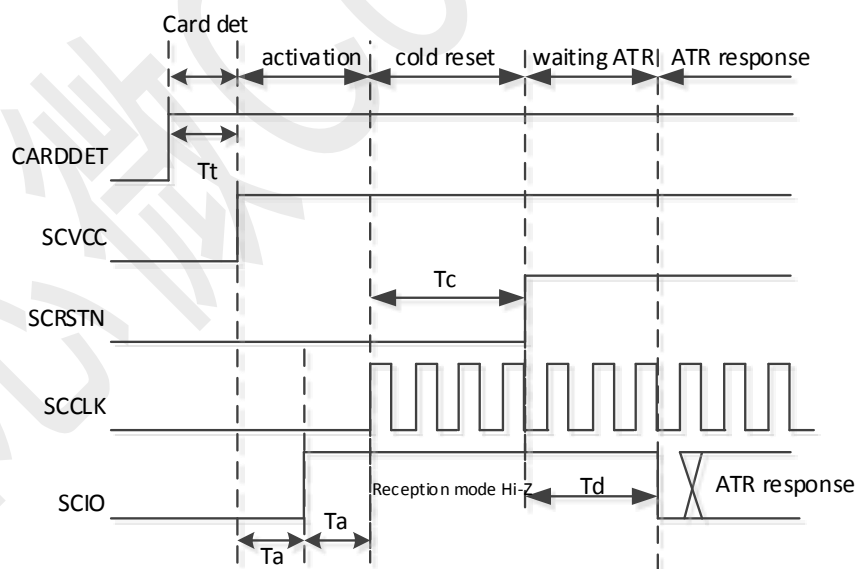 Card det
activation
cold reset
waiting ATR
ATR response
CARDDET
Tt
SCVCC
Tc
SCRSTN
SCCLK
Reception mode Hi-Z
Td
ATR response
SCIO
Ta
Ta